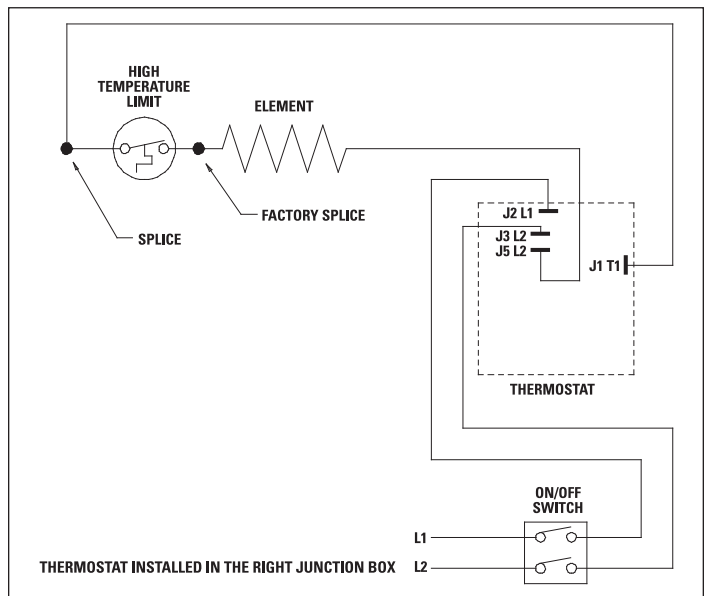 HIGH
TEMPERATURE
LIMIT
ELEMENT
FACTORY SPLICE
SPLICE
J2 L1
J3 L2
J5 L2
J1 T1
THERMOSTAT
ON/OFF
SWITCH
L1
THERMOSTAT INSTALLED IN THE RIGHT JUNCTION BOX
L2